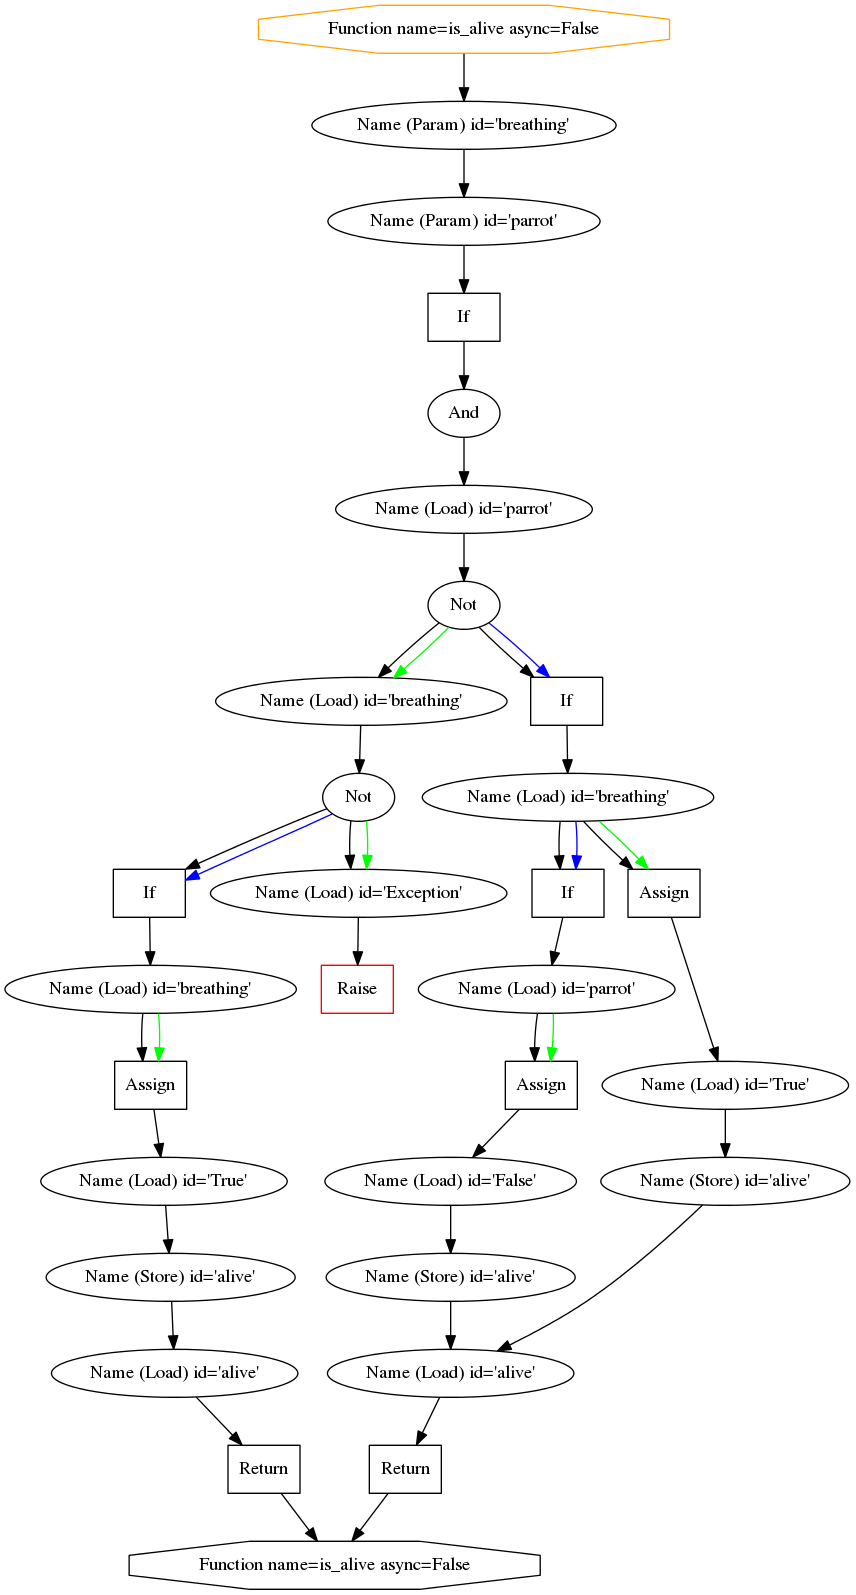 Function name=is_alive async=False
Name (Param) id='breathing'
Name (Param) id='parrot'
If
And
Name (Load) id='parrot'
Not
Name (Load) id='breathing'
If
Not
Name (Load) id='breathing'
If
Name (Load) id='Exception'
If
Assign
Name (Load) id='breathing'
Raise
Name (Load) id='parrot'
Assign
Assign
Name (Load) id='True'
Name (Load) id='True'
Name (Load) id='False'
Name (Store) id='alive'
Name (Store) id='alive'
Name (Store) id='alive'
Name (Load) id='alive'
Name (Load) id='alive'
Return
Return
Function name=is_alive async=False